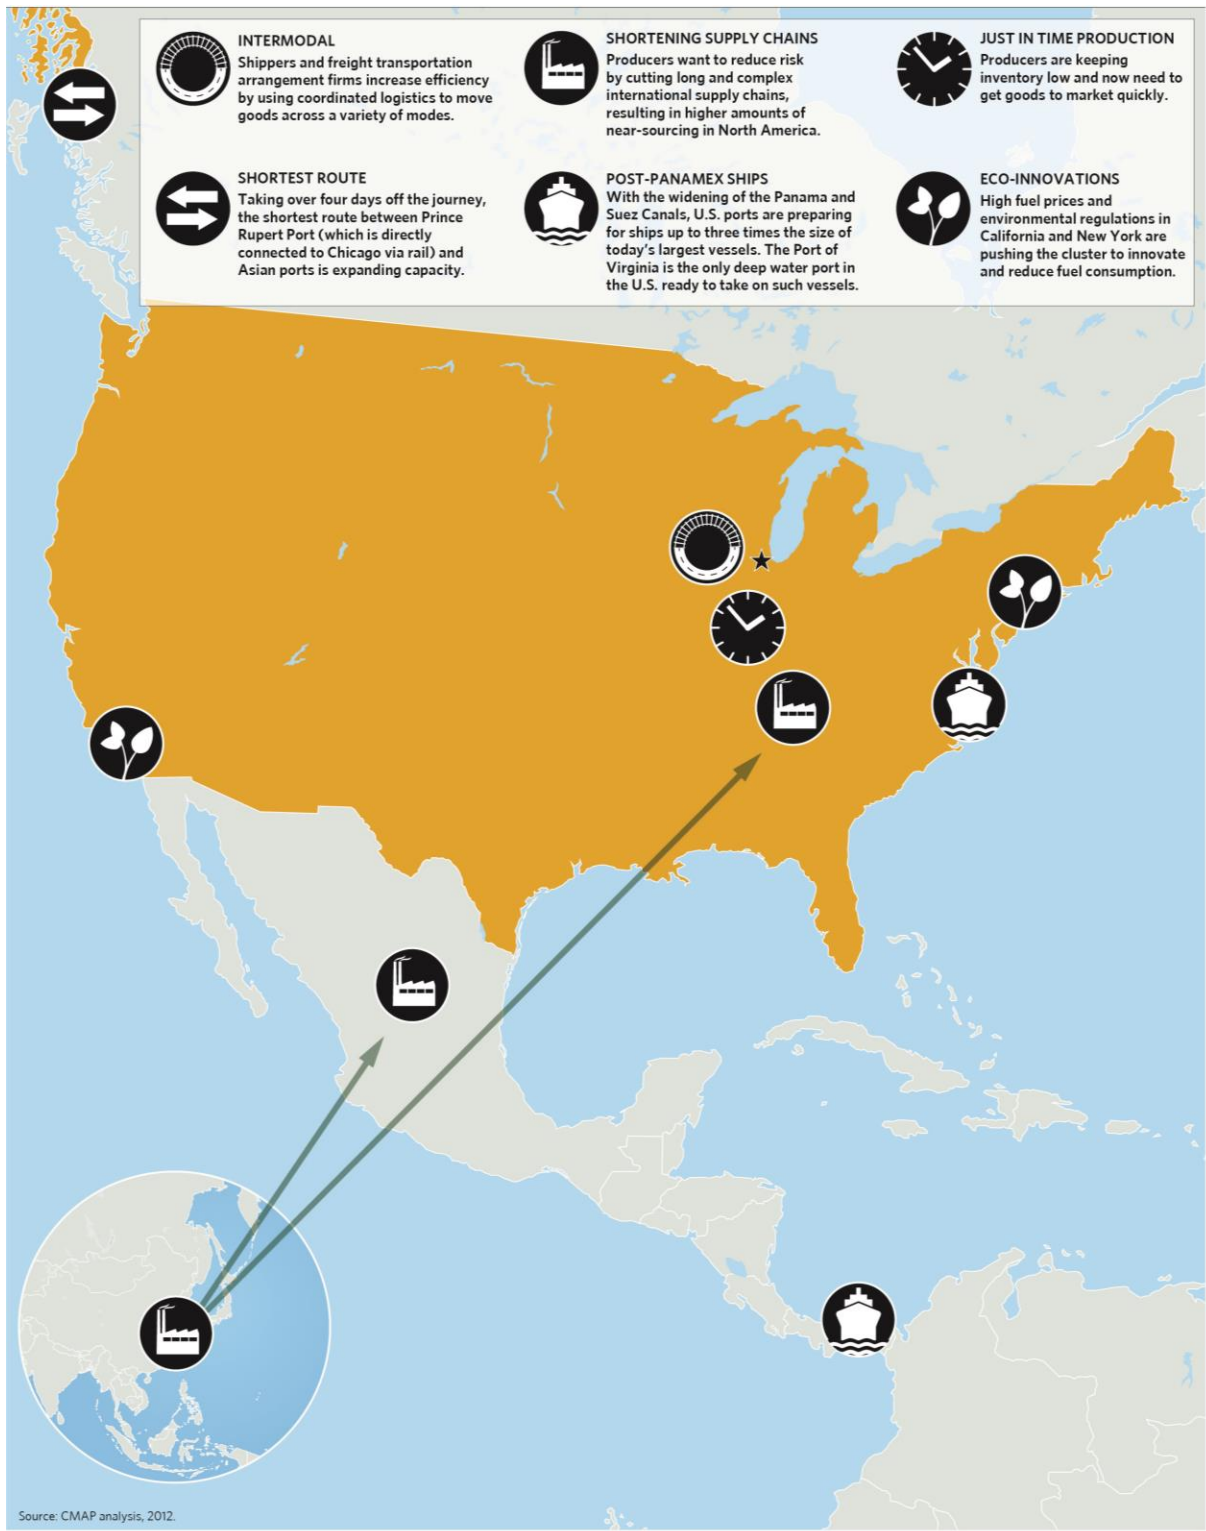 INTERMODAL
Shippers and freight transportation
arrangement firms increase efficiency
by using coordinated logistics to move
goods across a variety of modes.
SHORTENING SUPPLY CHAINS
Producers want to reduce risk
by cutting long and complex
international supply chains,
resulting in higher amounts of
near-sourcing in North America.
JUST IN TIME PRODUCTION
Producers are keeping
inventory low and now need to
get goods to market quickly.
SHORTEST ROUTE
Taking over four days off the journey,
the shortest route between Prince
Rupert Port (which is directly
connected to Chicago via rail) and
Asian ports is expanding capacity.
POST-PANAMEX SHIPS
With the widening of the Panama and
Suez Canals, U.S. ports are preparing
for ships up to three times the size of
today's largest vessels. The Port of
Virginia is the only deep water port in
the U.S. ready to take on such vessels.
ECO-INNOVATIONS
High fuel prices and
environmental regulations in
California and New York are
pushing the cluster to innovate
and reduce fuel consumption.
Source: CMAP analysis, 2012.